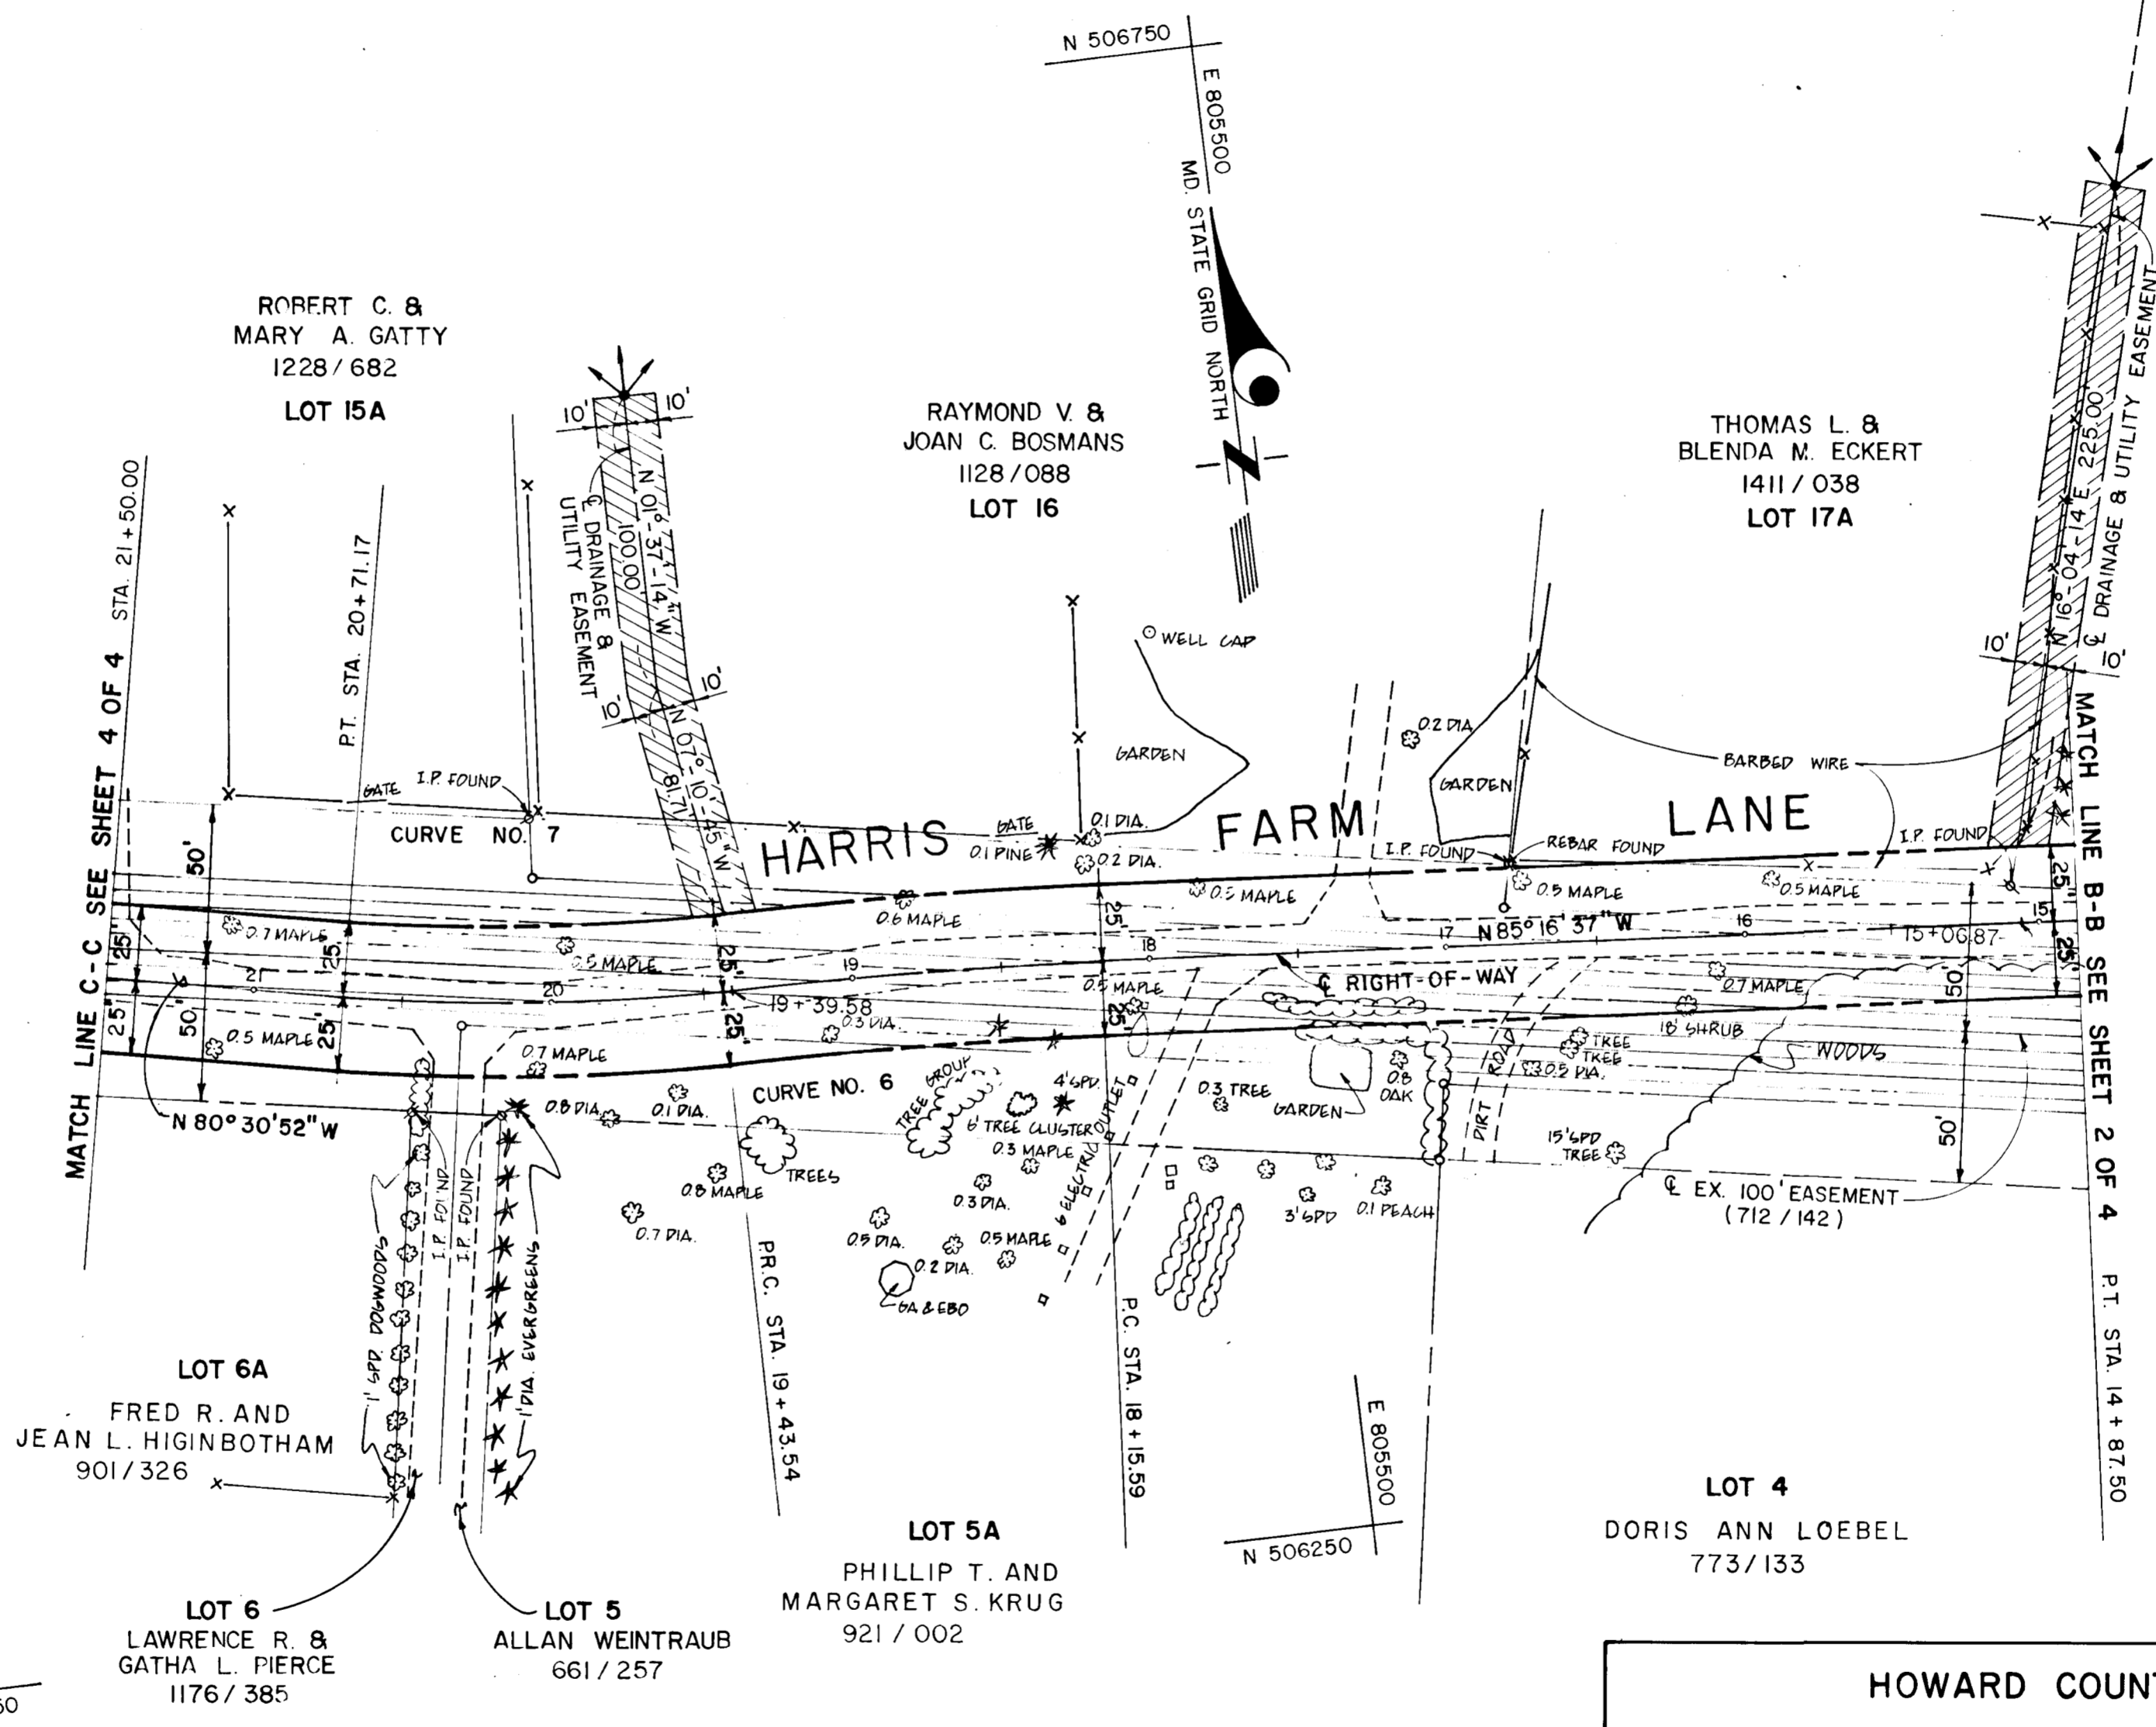 N 506750
E 805500
MD. STATE GRID NORTH
ROBERT C. &
MARY A. GATTY
1228/682
LOT 15A
RAYMOND V. &
JOAN C. BOSMANS
1128/088
LOT 16
THOMAS L. &
BLENDA M. ECKERT
1411/038
LOT 17A
MATCH LINE C-C SEE SHEET 4 OF 4 STA. 21+50.00
P.T. STA. 20+71.17
10'
10'
N 01°-37'-14" W
100.00'
℄ DRAINAGE &
UTILITY EASEMENT
10'
10'
N 07°-10'-45" W
81.71'
WELL CAP
GARDEN
0.2 DIA.
GARDEN
BARBED WIRE
N 16°-04'-14" E 225.00'
℄ DRAINAGE & UTILITY EASEMENT
10'
10'
MATCH LINE B-B SEE SHEET 2 OF 4 P.T. STA. 14+87.50
GATE
I.P. FOUND
CURVE NO. 7
HARRIS FARM LANE
GATE
0.1 DIA.
0.1 PINE
0.2 DIA.
I.P. FOUND
REBAR FOUND
I.P. FOUND
50'
0.7 MAPLE
0.5 MAPLE
0.6 MAPLE
0.5 MAPLE
0.5 MAPLE
0.5 MAPLE
25'
25'
25'
25'
25'
25'
N 85° 16' 37" W
15+06.87
21
20
19
18
17
16
15
25'
25'
25'
25'
50'
50'
0.5 MAPLE
19+39.58
0.3 DIA.
0.5 MAPLE
℄ RIGHT-OF-WAY
0.7 MAPLE
18' SHRUB
WOODS
0.7 MAPLE
N 80° 30' 52" W
0.8 DIA.
0.1 DIA.
CURVE NO. 6
TREE GROUP
6' TREE CLUSTER
4' SPD.
0.3 MAPLE
0.3 TREE
GARDEN
0.8
OAK
TREE
TREE
0.5 DIA.
DIRT ROAD
50'
15' SPD
TREE
TREES
0.8 MAPLE
0.7 DIA.
0.3 DIA.
0.5 DIA.
0.5 MAPLE
0.2 DIA.
6 ELECTRIC OUTLET
3' SPD
0.1 PEACH
℄ EX. 100' EASEMENT
(712/142)
I.P. FOUND
I.P. FOUND
1' SPD. DOGWOODS
1' DIA. EVERGREENS
P.R.C. STA. 19+43.54
P.C. STA. 18+15.59
E 805500
N 506250
LOT 6A
FRED R. AND
JEAN L. HIGINBOTHAM
901/326
LOT 6
LAWRENCE R. &
GATHA L. PIERCE
1176/385
LOT 5
ALLAN WEINTRAUB
661/257
LOT 5A
PHILLIP T. AND
MARGARET S. KRUG
921/002
LOT 4
DORIS ANN LOEBEL
773/133
HOWARD COUN